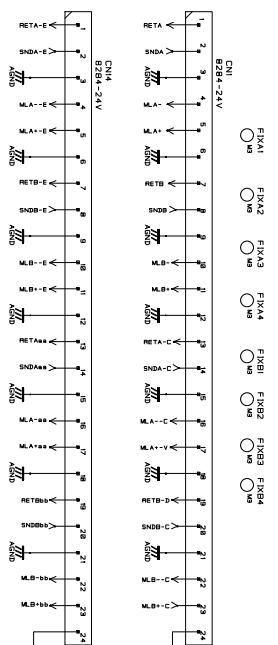 CN14
8284-24V
RETA-E 1
SNDA-E 2
AGND 3
MLA--E 4
MLA+-E 5
AGND 6
RETB-E 7
SNDB-E 8
AGND 9
MLB--E 10
MLB+-E 11
AGND 12
RETAaa 13
SNDAaa 14
AGND 15
MLA-aa 16
MLA+aa 17
AGND 18
RETBbb 19
SNDBbb 20
AGND 21
MLB-bb 22
MLB+bb 23
24
CN1
8284-24V
RETA 1
SNDA 2
AGND 3
MLA- 4
MLA+ 5
AGND 6
RETB 7
SNDB 8
AGND 9
MLB- 10
MLB+ 11
AGND 12
RETA-C 13
SNDA-C 14
AGND 15
MLA--C 16
MLA+-V 17
AGND 18
RETB-D 19
SNDB-C 20
AGND 21
MLB--C 22
MLB+-C 23
24
FIXA1
M3
FIXA2
M3
FIXA3
M3
FIXA4
M3
FIXB1
M3
FIXB2
M3
FIXB3
M3
FIXB4
M3